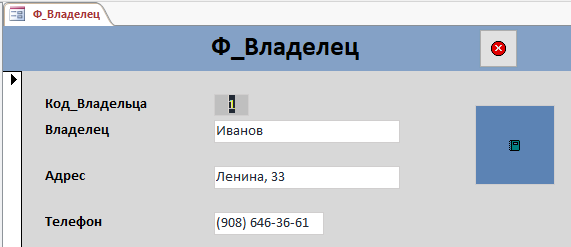 Ф_Владелец
Ф_Владелец
Код_Владельца 1
Владелец Иванов
Адрес Ленина, 33
Телефон (908) 646-36-61